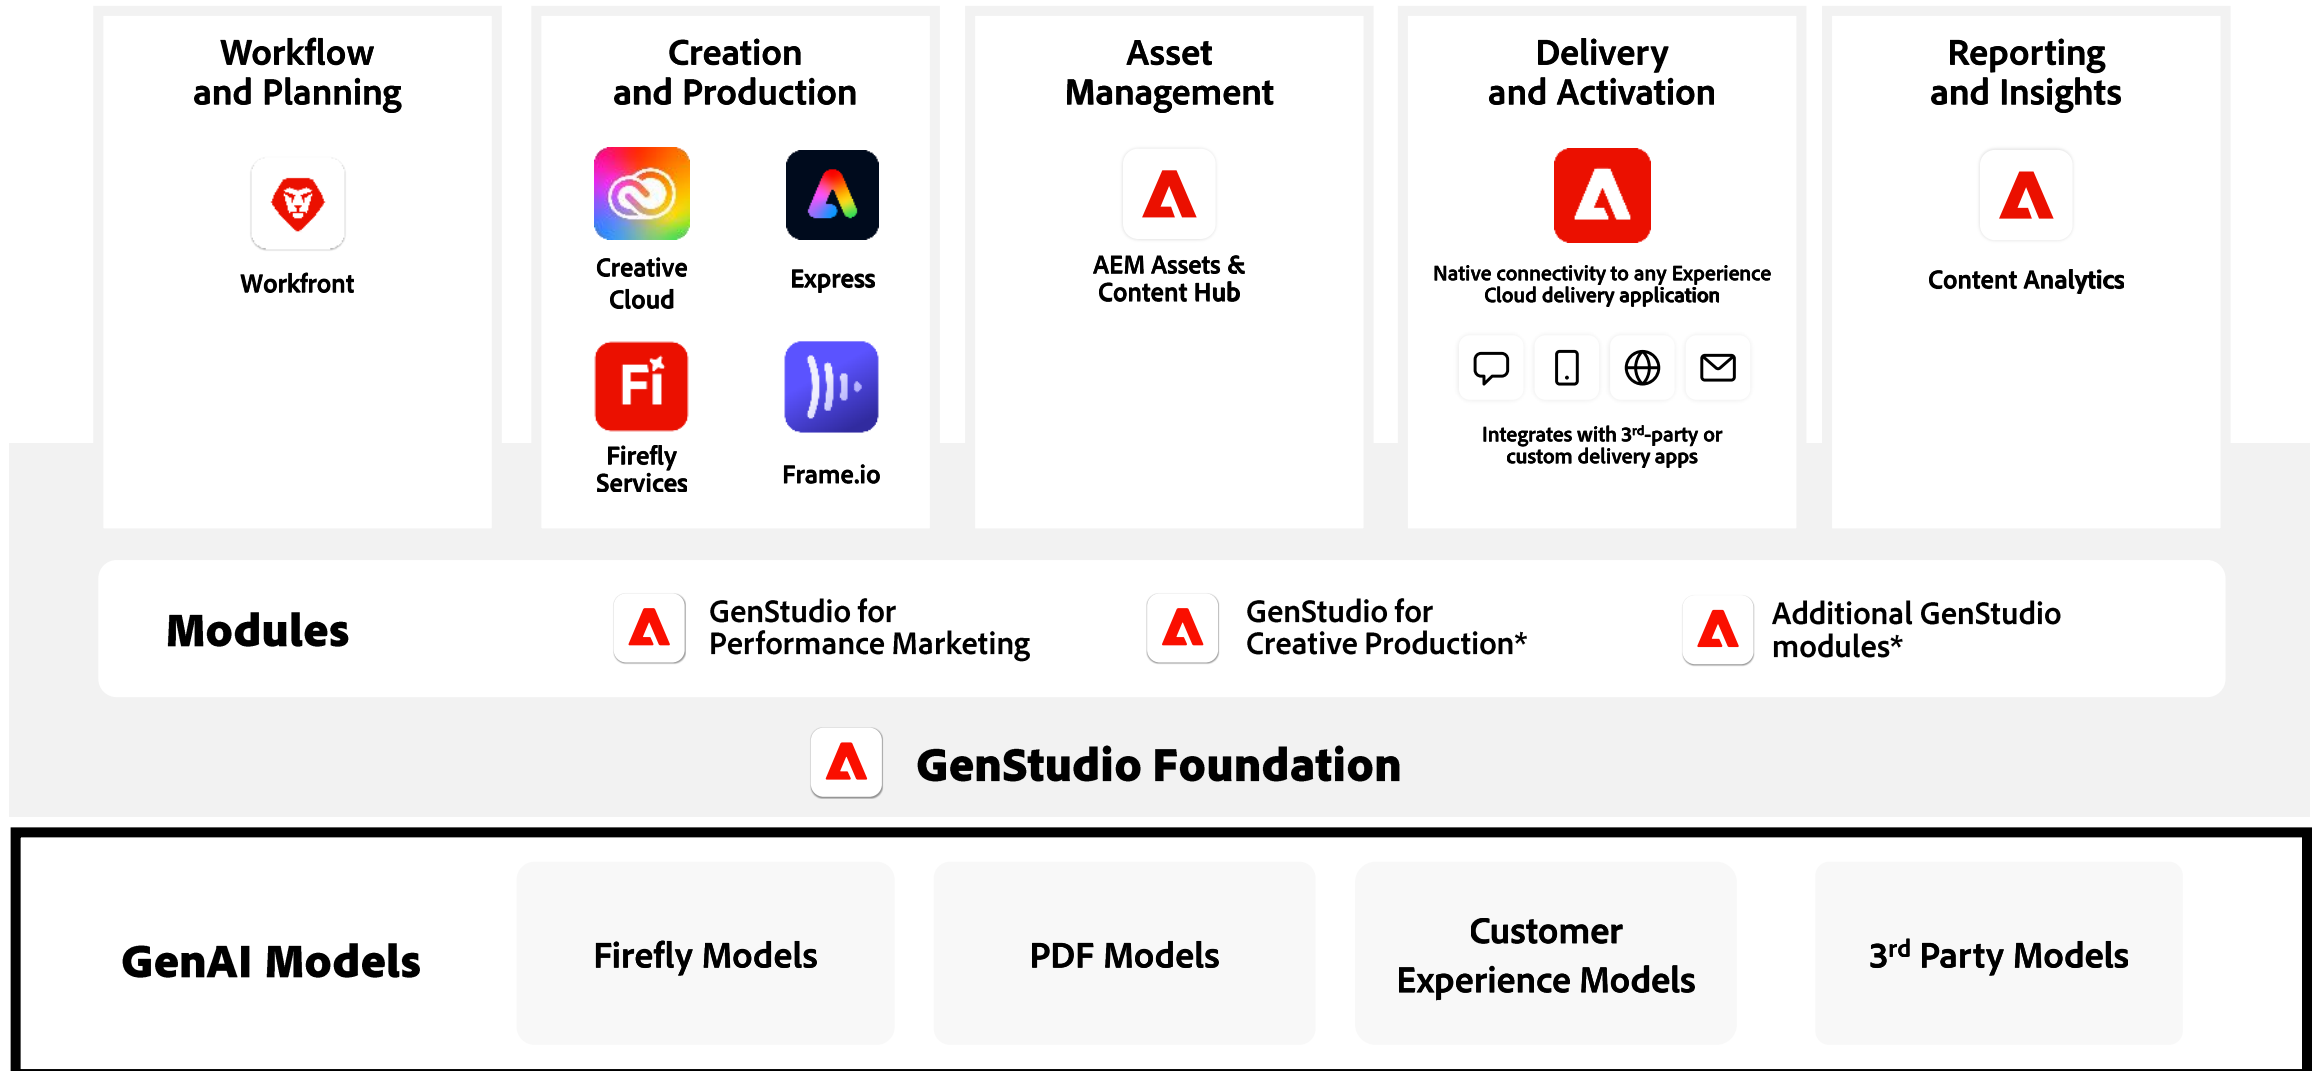 Workflow
and Planning
Workfront
Creation
and Production
Creative
Cloud
Express
Fi
Firefly
Services
Frame.io
Asset
Management
AEM Assets &
Content Hub
Delivery
and Activation
Native connectivity to any Experience
Cloud delivery application
Integrates with 3rd-party or
custom delivery apps
Reporting
and Insights
Content Analytics
Modules
GenStudio for
Performance Marketing
GenStudio for
Creative Production*
Additional GenStudio
modules*
GenStudio Foundation
GenAI Models
Firefly Models
PDF Models
Customer
Experience Models
3rd Party Models